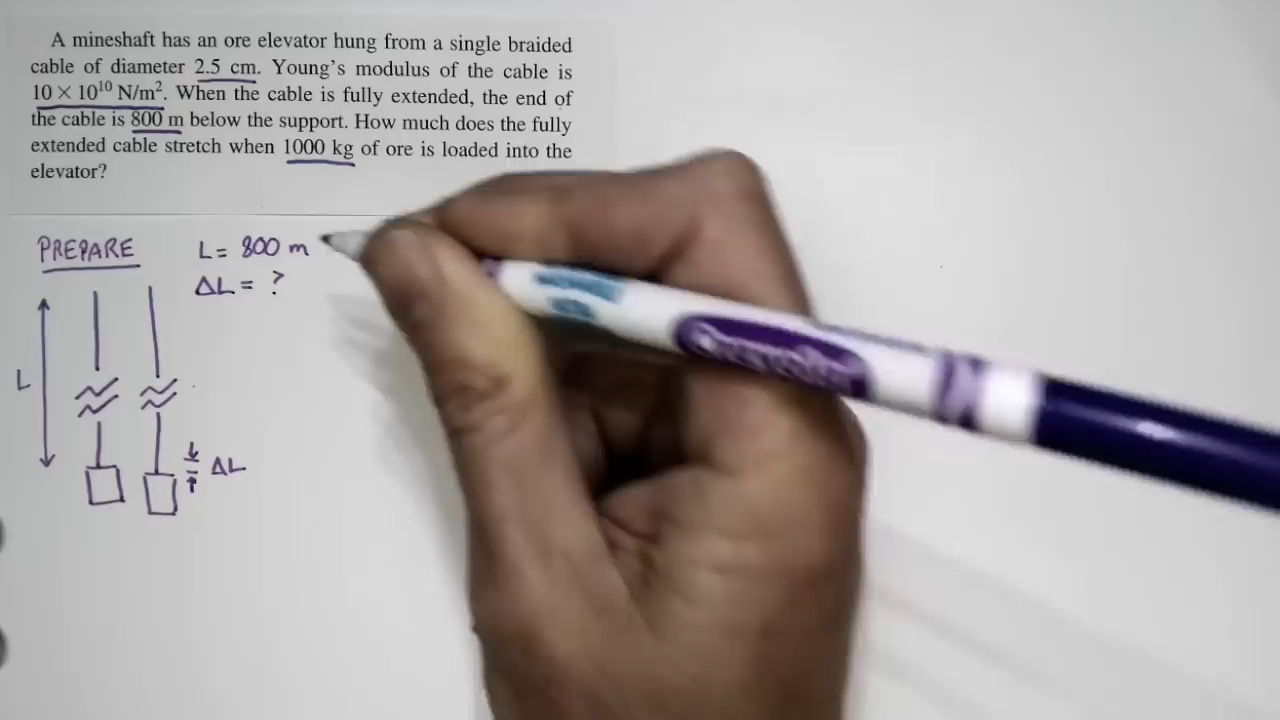 A mineshaft has an ore elevator hung from a single braided
cable of diameter 2.5 cm. Young's modulus of the cable is
10 × 10¹⁰ N/m². When the cable is fully extended, the end of
the cable is 800 m below the support. How much does the fully
extended cable stretch when 1000 kg of ore is loaded into the
elevator?
PREPARE
L = 800 m
ΔL = ?
L
ΔL